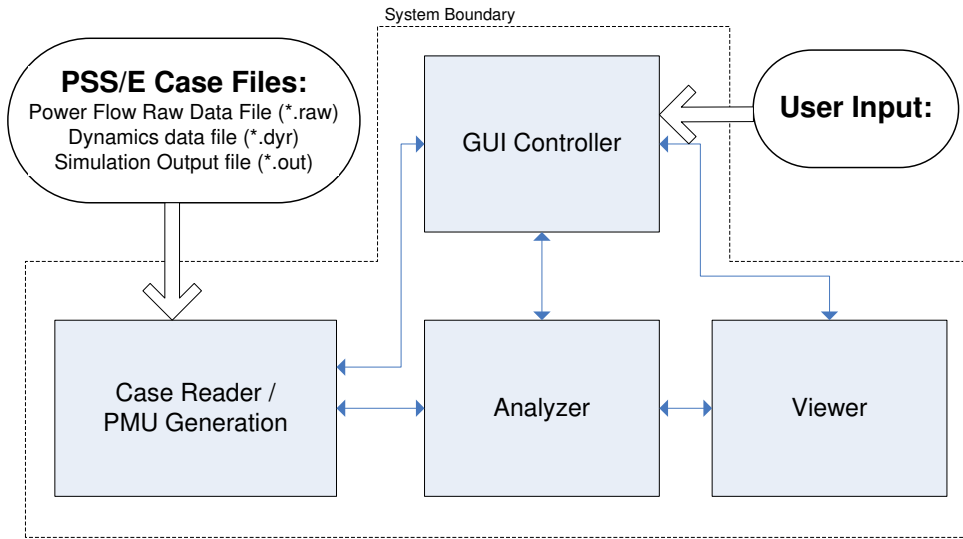 System Boundary
PSS/E Case Files:
Power Flow Raw Data File (*.raw)
Dynamics data file (*.dyr)
Simulation Output file (*.out)
GUI Controller
User Input:
Case Reader /
PMU Generation
Analyzer
Viewer